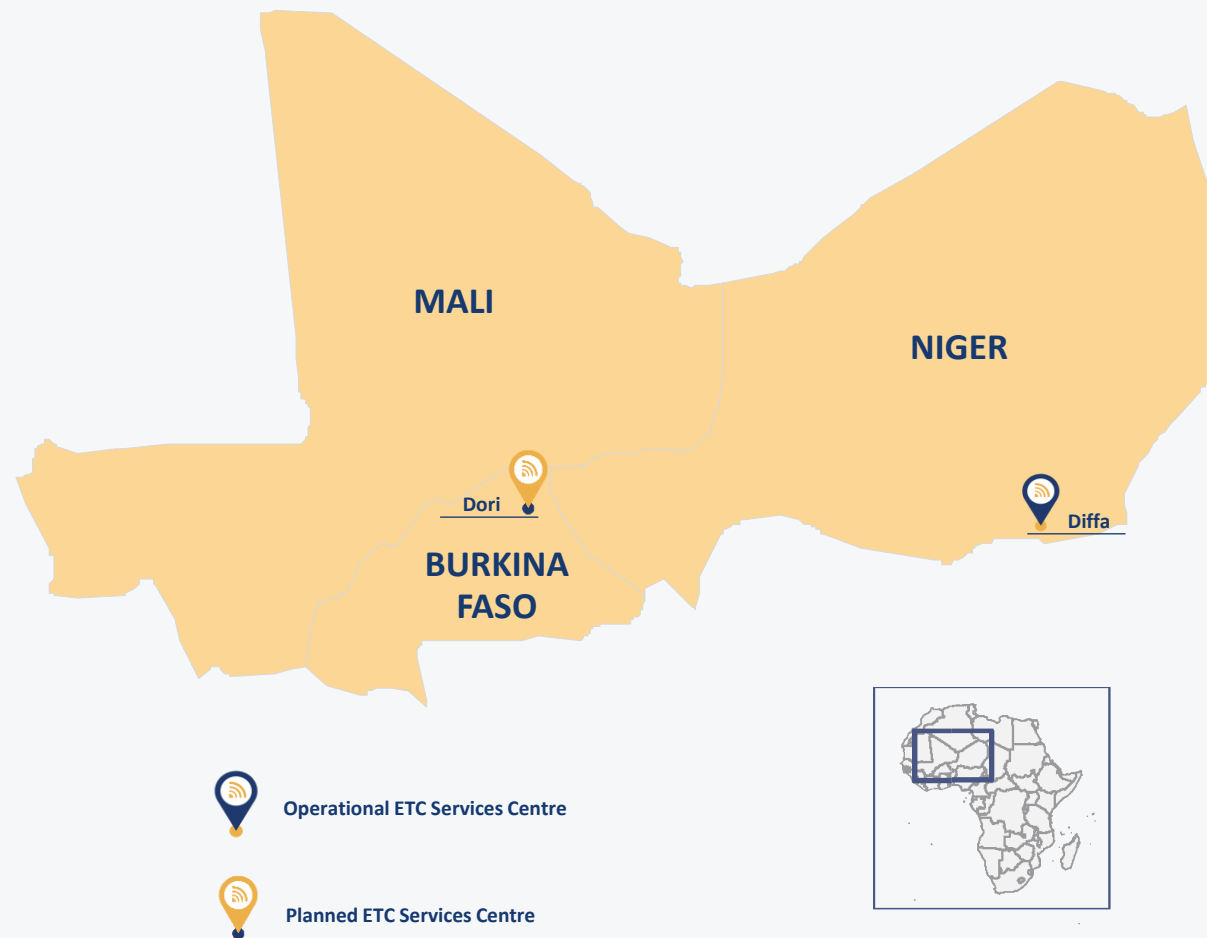 MALI
NIGER
Dori
Diffa
BURKINA
FASO
Operational ETC Services Centre
Planned ETC Services Centre